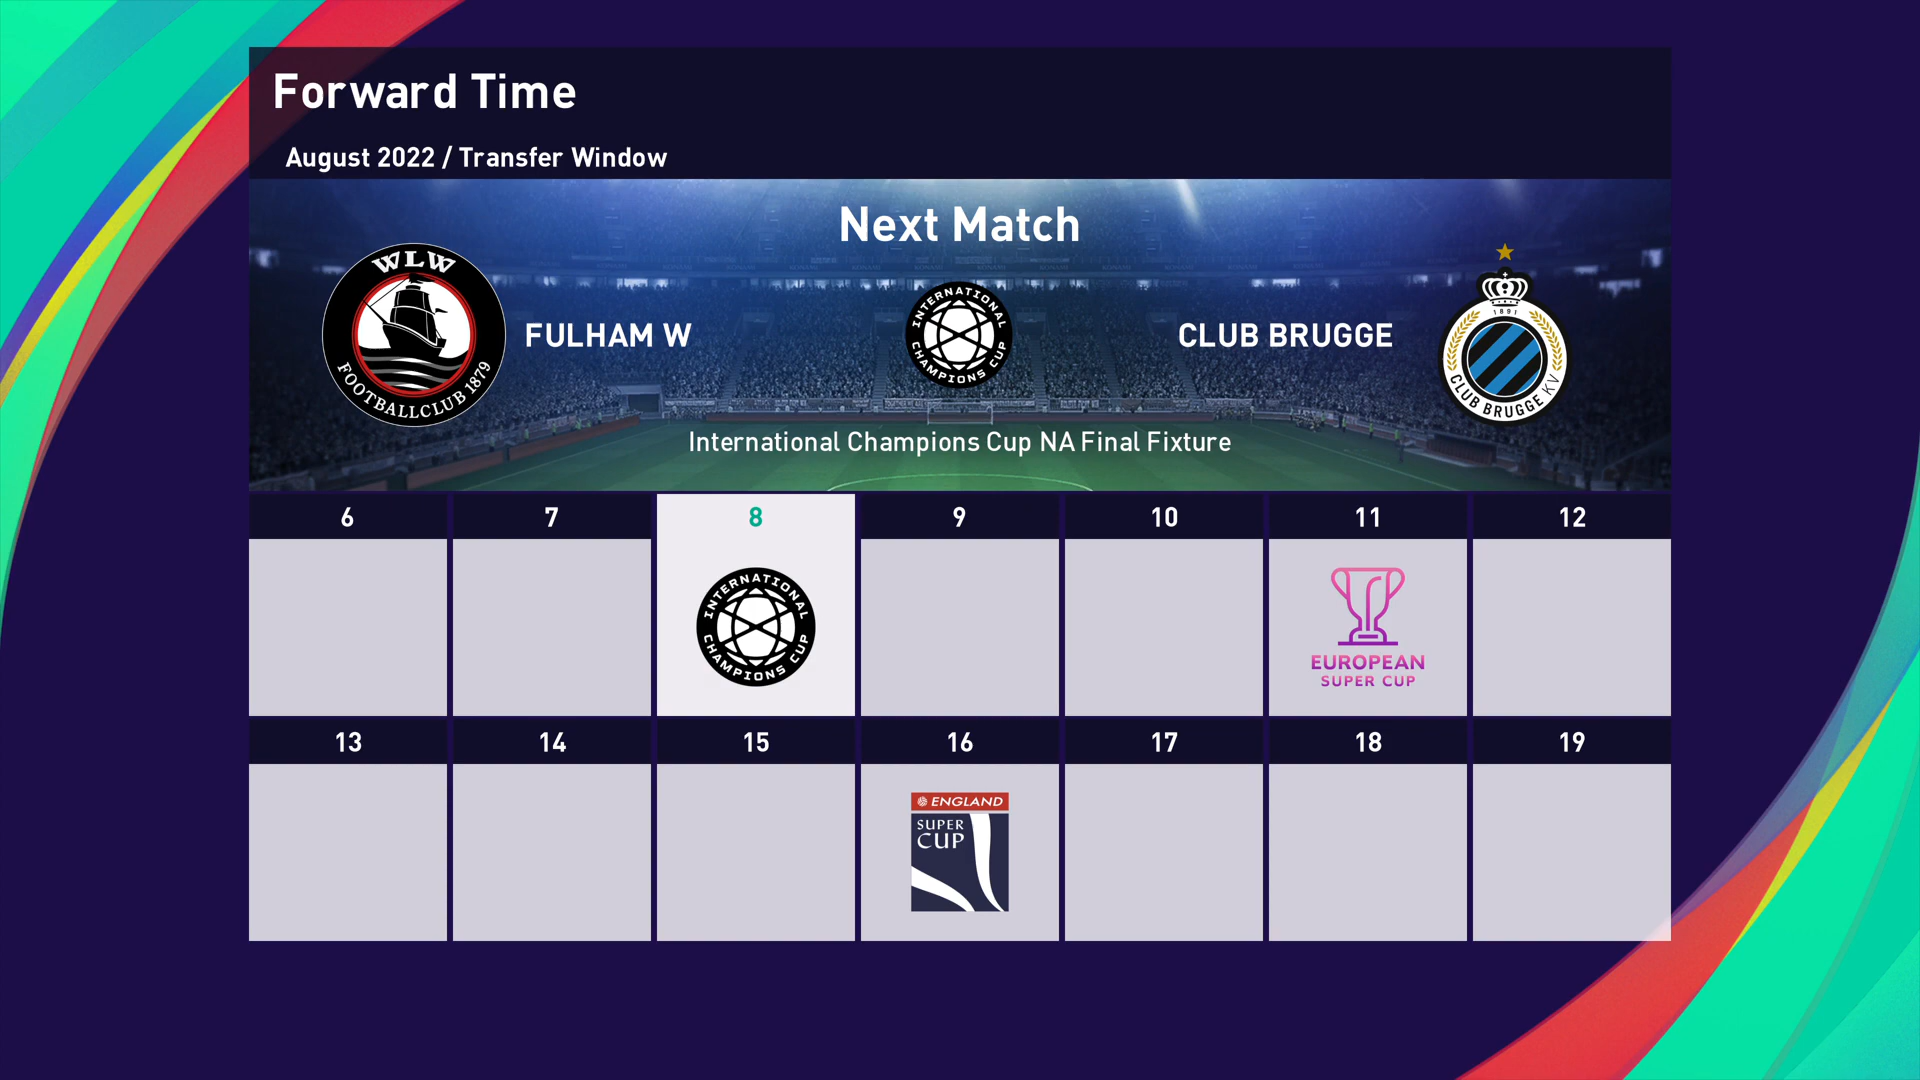 Forward Time
August 2022 / Transfer Window
Next Match
WLW
FOOTBALLCLUB 1879
FULHAM W
INTERNATIONAL
CHAMPIONS CUP
CLUB BRUGGE
1891
CLUB BRUGGE KV
International Champions Cup NA Final Fixture
6 7 8 9 10 11 12
INTERNATIONAL
CHAMPIONS CUP
EUROPEAN
SUPER CUP
13 14 15 16 17 18 19
ENGLAND
SUPER
CUP